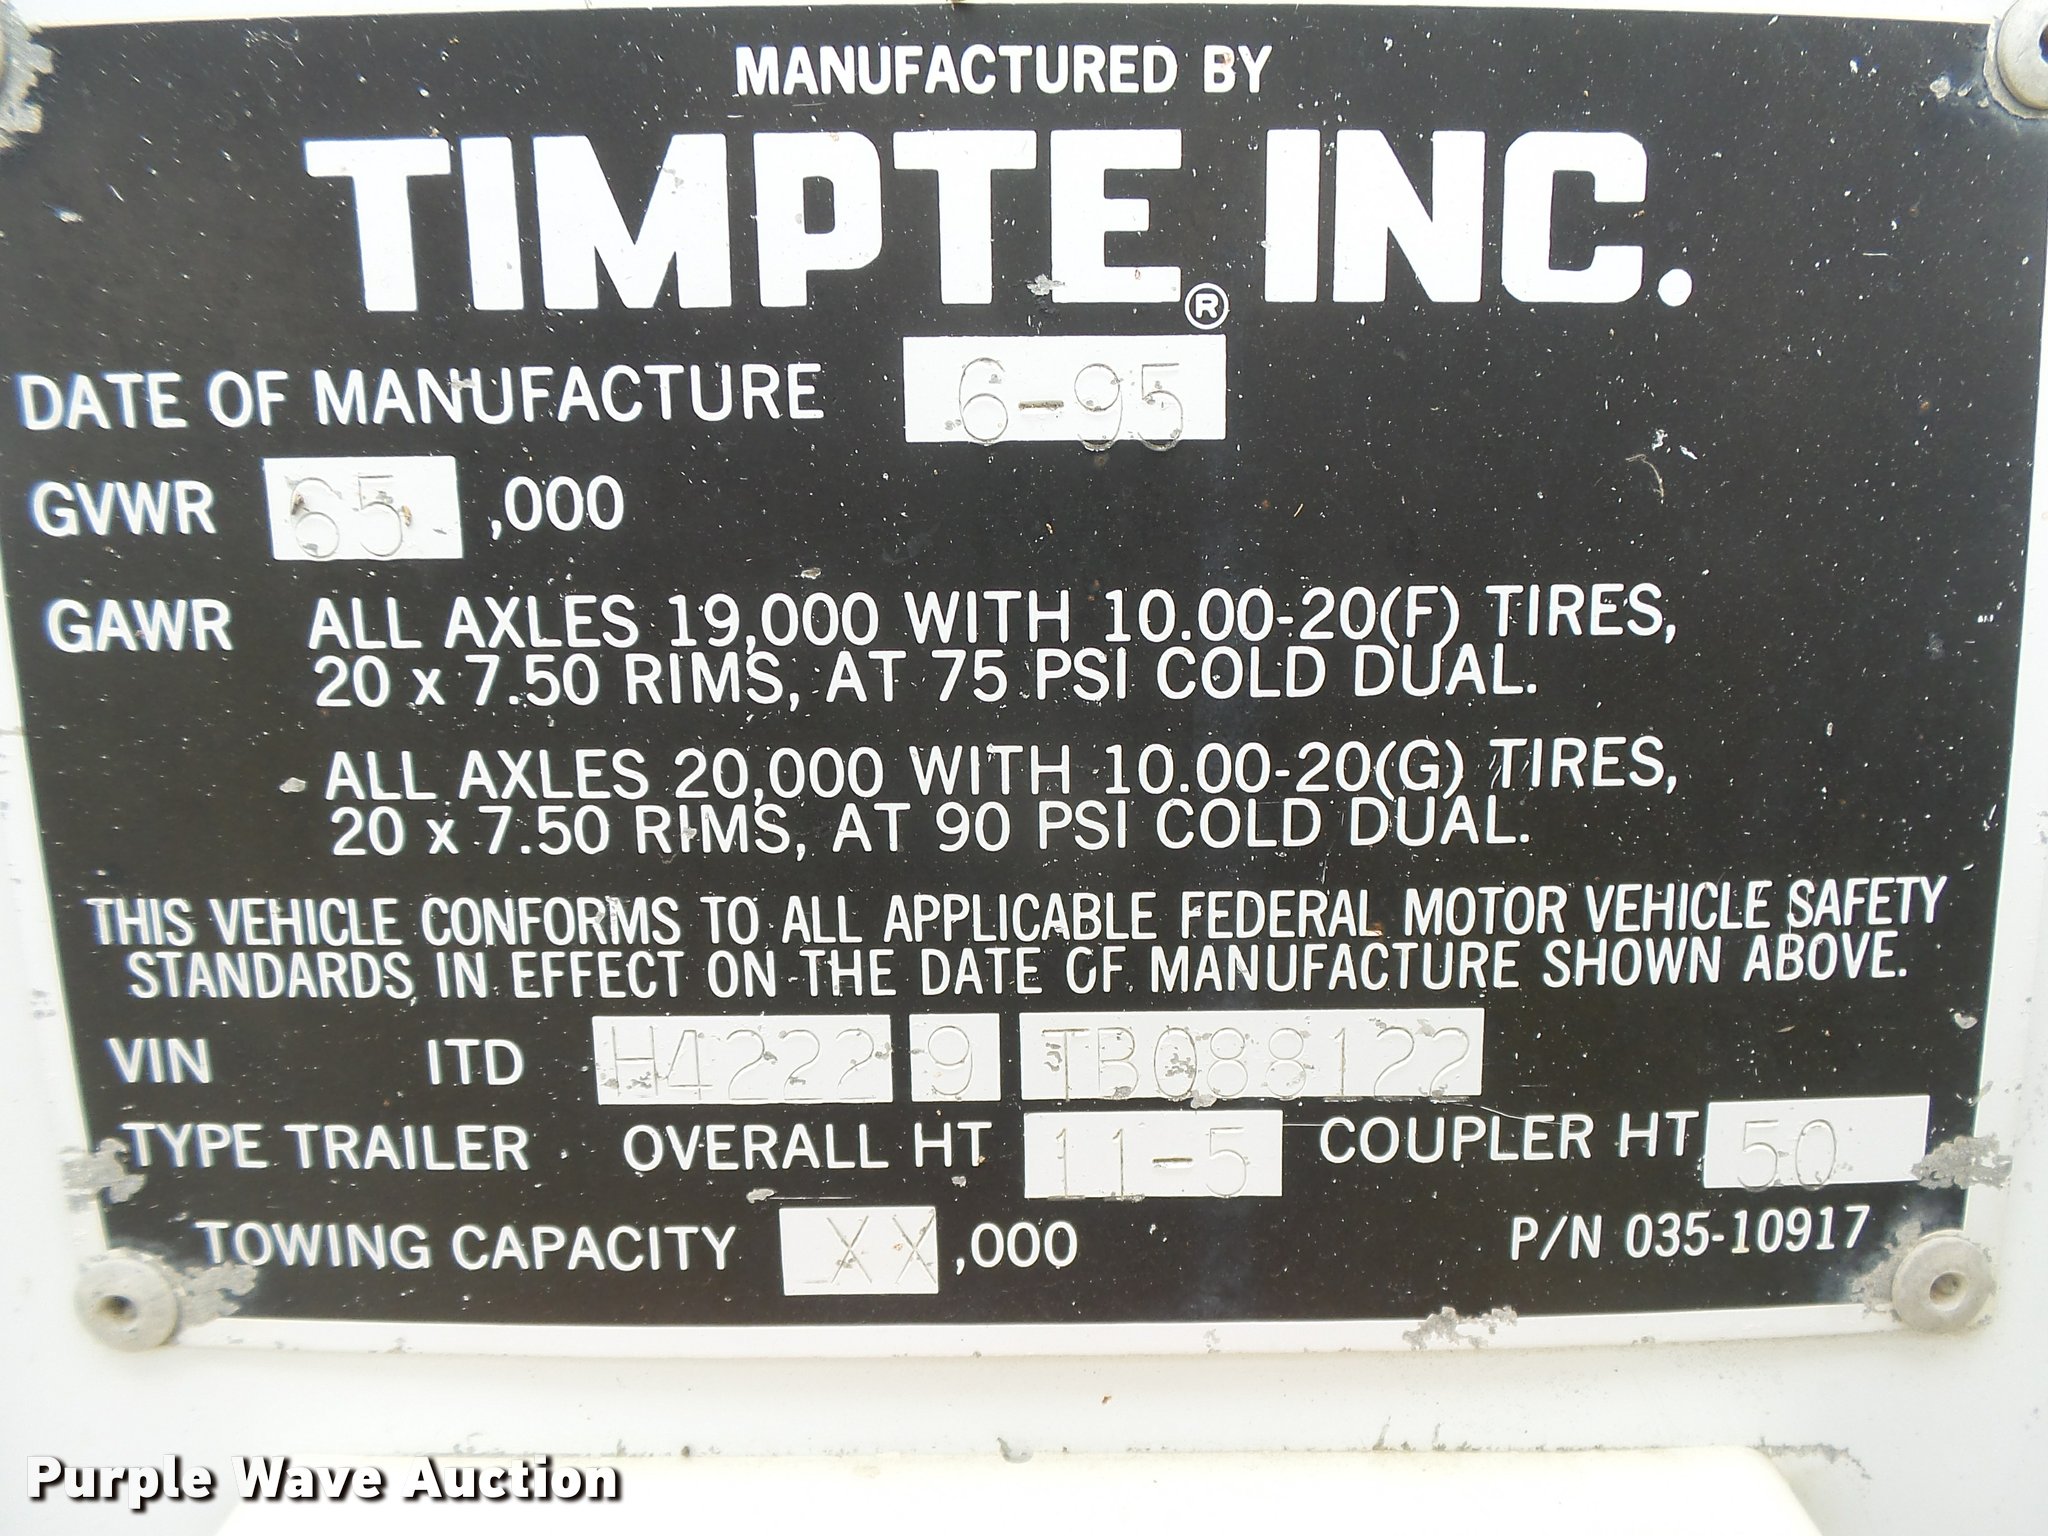 MANUFACTURED BY
TIMPTE® INC.
DATE OF MANUFACTURE 6-95
GVWR 65 ,000
GAWR ALL AXLES 19,000 WITH 10.00-20(F) TIRES,
20 x 7.50 RIMS, AT 75 PSI COLD DUAL.
ALL AXLES 20,000 WITH 10.00-20(G) TIRES,
20 x 7.50 RIMS, AT 90 PSI COLD DUAL.
THIS VEHICLE CONFORMS TO ALL APPLICABLE FEDERAL MOTOR VEHICLE SAFETY
STANDARDS IN EFFECT ON THE DATE OF MANUFACTURE SHOWN ABOVE.
VIN 1TD H4222 9 TB088122
TYPE TRAILER OVERALL HT 11-5 COUPLER HT 50
TOWING CAPACITY XX ,000 P/N 035-10917
Purple Wave Auction